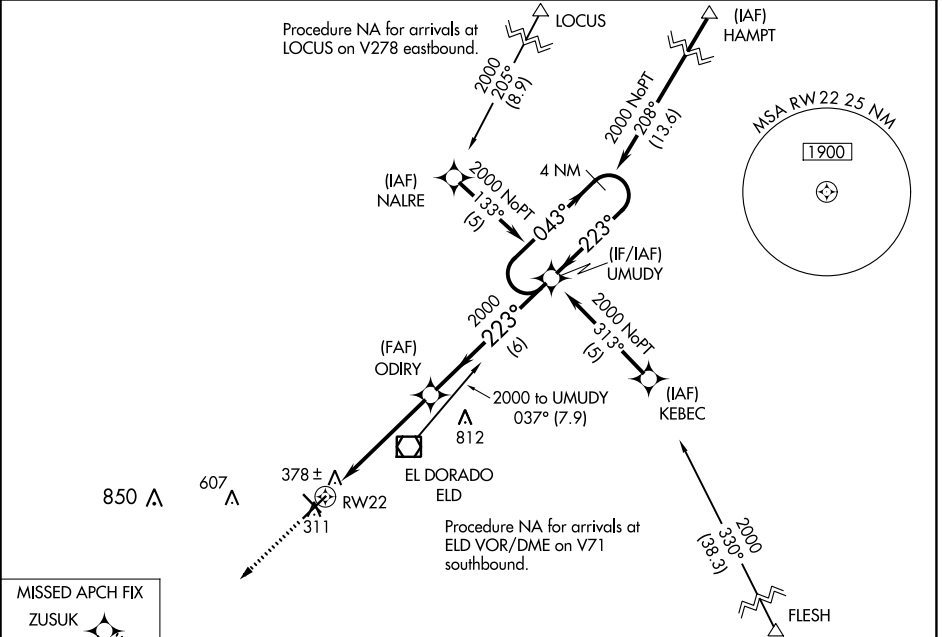 Procedure NA for arrivals at
LOCUS on V278 eastbound.
LOCUS
2000
205°
(8.9)
(IAF)
HAMPT
2000 NoPT
208°
(13.6)
MSA RW22 25 NM
1900
(IAF)
NALRE
2000 NoPT
133°
(5)
4 NM
043°
223°
(IF/IAF)
UMUDY
2000
223°
(6)
2000 NoPT
313°
(5)
(IAF)
KEBEC
(FAF)
ODIRY
2000 to UMUDY
037° (7.9)
812
EL DORADO
ELD
850
607
378 ±
RW22
311
Procedure NA for arrivals at
ELD VOR/DME on V71
southbound.
2000
330°
(38.3)
FLESH
MISSED APCH FIX
ZUSUK